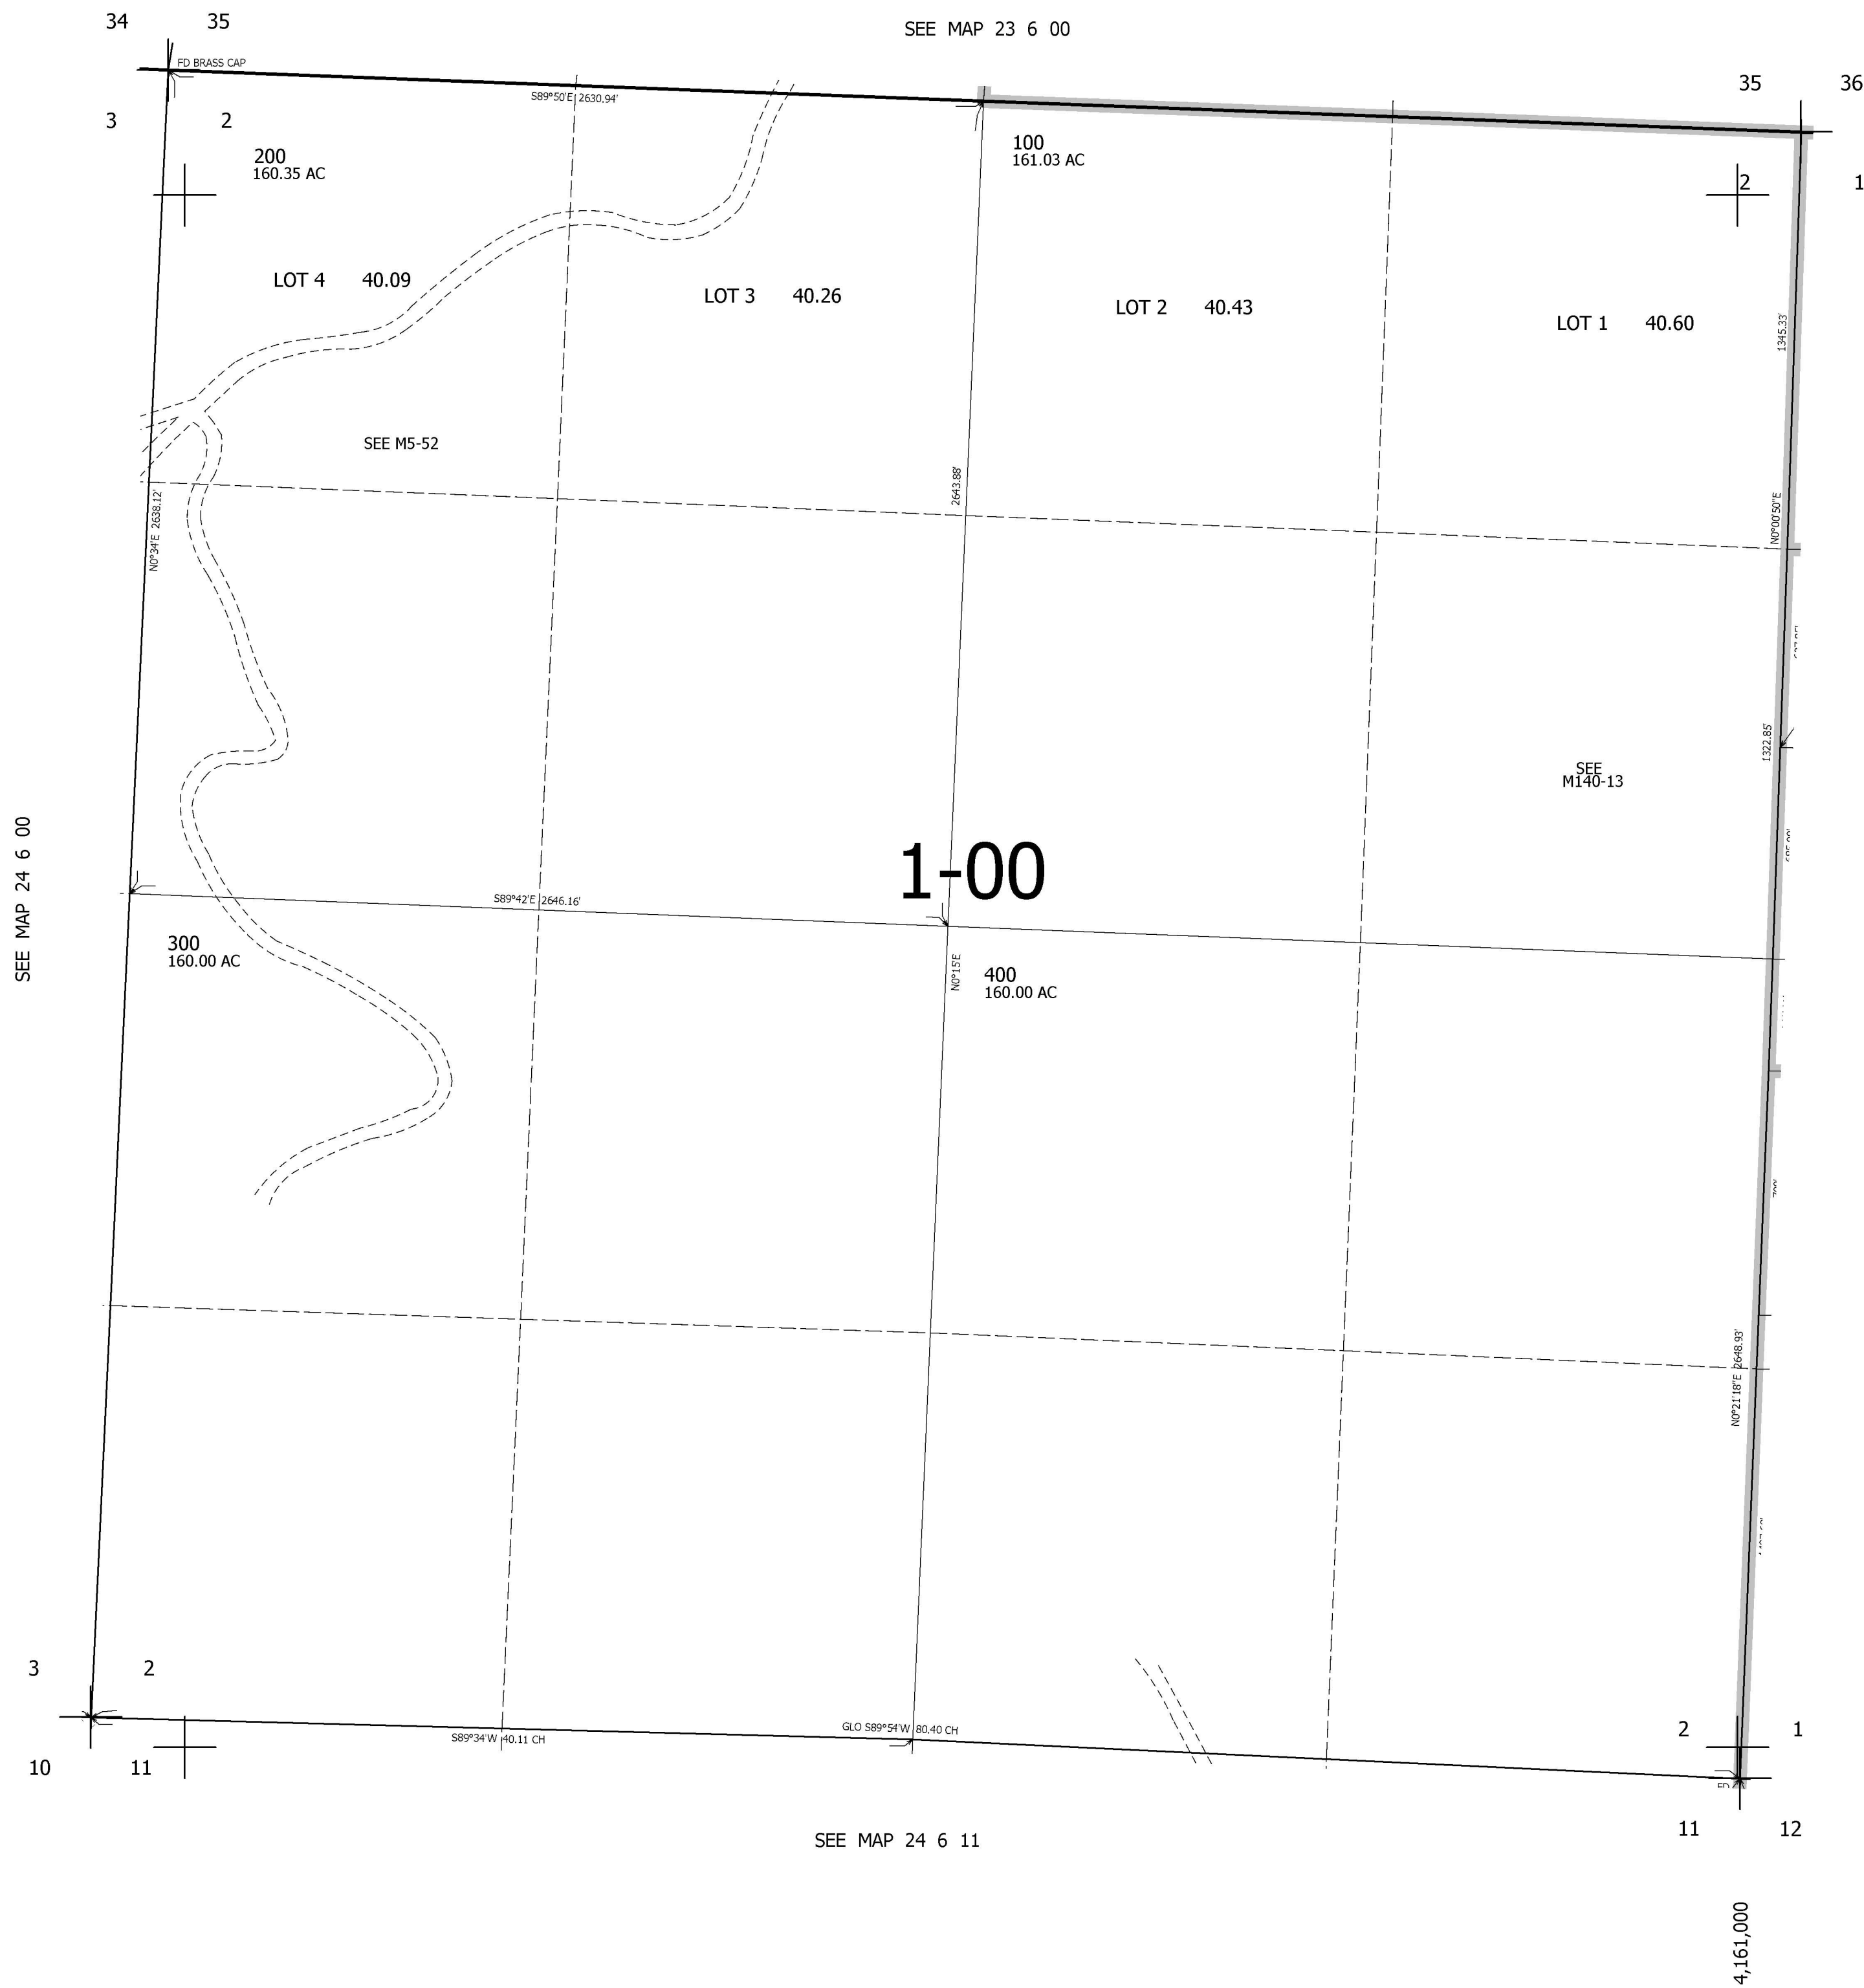 34 35
SEE MAP 23 6 00
FD BRASS CAP
35 36
S89°50'E 2630.94'
3 2
100
161.03 AC
200
160.35 AC
2 1
LOT 4 40.09
LOT 3 40.26
LOT 2 40.43
LOT 1 40.60
1345.33'
SEE M5-52
2643.88'
N0°34'E 2638.12'
N0°00'50"E
1322.85'
SEE
M140-13
SEE MAP 24 6 00
1-00
S89°42'E 2646.16'
300
160.00 AC
N0°15'E
400
160.00 AC
N0°21'18"E 2648.93'
3 2
2 1
GLO S89°54'W 80.40 CH
S89°34'W 40.11 CH
10 11
11 12
SEE MAP 24 6 11
4,161,000